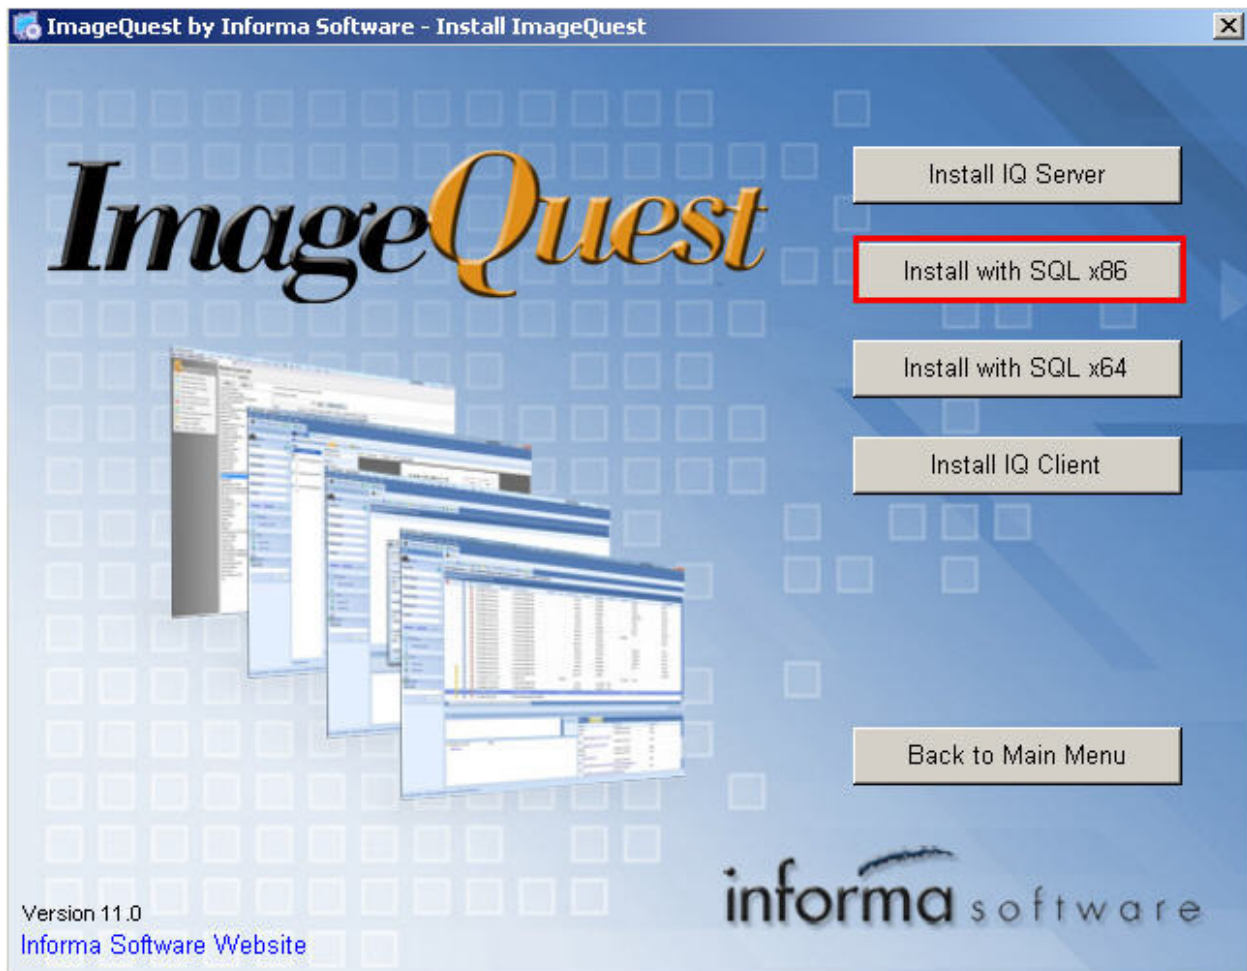 ImageQuest by Informa Software - Install ImageQuest
ImageQuest
Install IQ Server
Install with SQL x86
Install with SQL x64
Install IQ Client
Back to Main Menu
informa software
Version 11.0
Informa Software Website